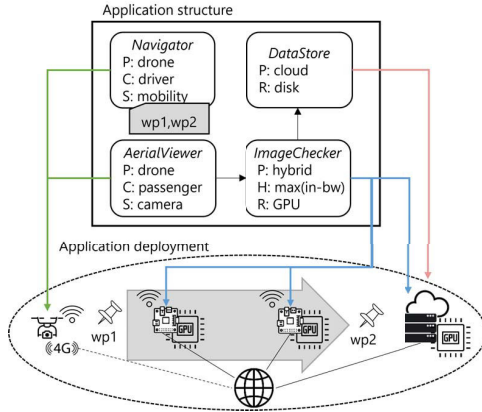 Application structure
Navigator
P: drone
C: driver
S: mobility
wp1,wp2
DataStore
P: cloud
R: disk
AerialViewer
P: drone
C: passenger
S: camera
ImageChecker
P: hybrid
H: max(in-bw)
R: GPU
Application deployment
4G
wp1
GPU
GPU
wp2
GPU